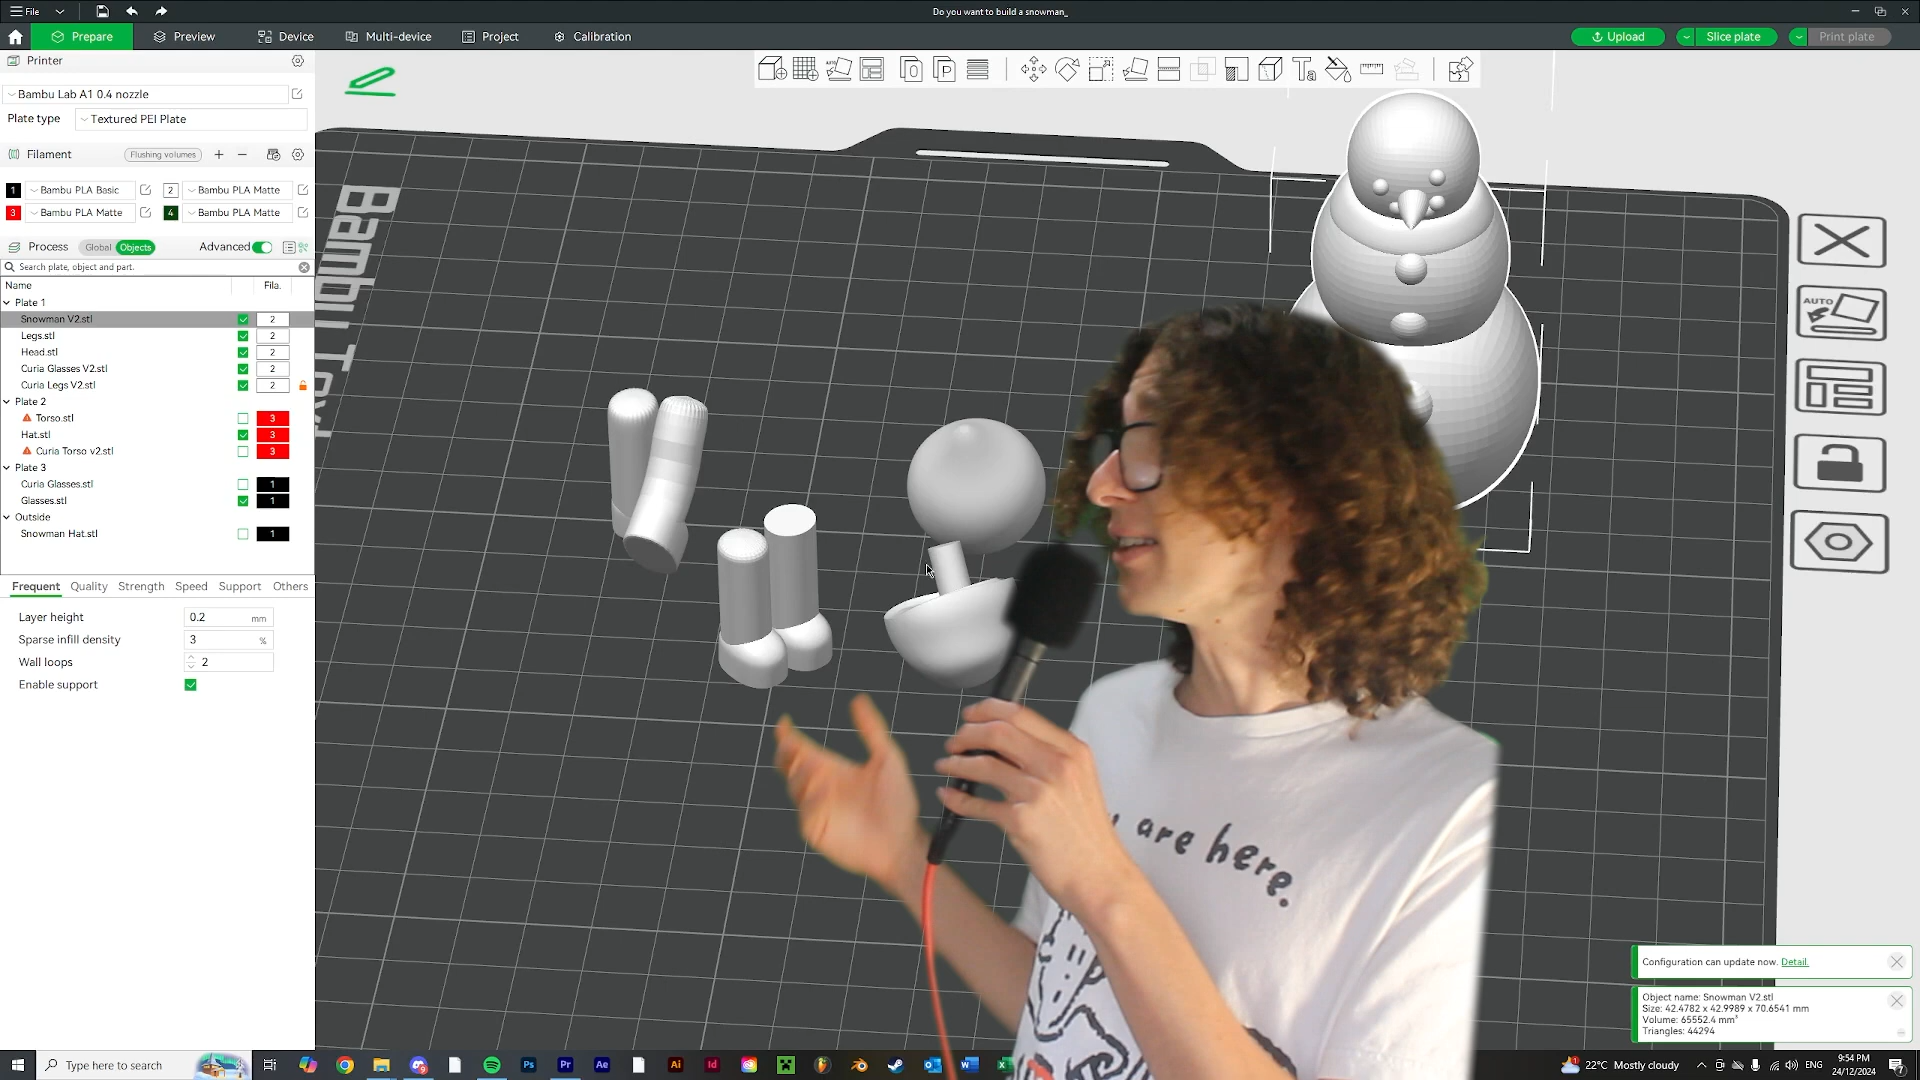 File
Do you want to build a snowman_
Prepare
Preview
Device
Multi-device
Project
Calibration
Upload
Slice plate
Print plate
Printer
Bambu Lab A1 0.4 nozzle
Plate type
Textured PEI Plate
Filament
Flushing volumes
1 Bambu PLA Basic
2 Bambu PLA Matte
3 Bambu PLA Matte
4 Bambu PLA Matte
Process
Global
Objects
Advanced
Search plate, object and part.
Name
Fila.
Plate 1
Snowman V2.stl 2
Legs.stl 2
Head.stl 2
Curia Glasses V2.stl 2
Curia Legs V2.stl 2
Plate 2
Torso.stl 3
Hat.stl 3
Curia Torso v2.stl 3
Plate 3
Curia Glasses.stl 1
Glasses.stl 1
Outside
Snowman Hat.stl 1
Frequent
Quality
Strength
Speed
Support
Others
Layer height 0.2 mm
Sparse infill density 3 %
Wall loops 2
Enable support
Bambu
AUTO
AUTO
are here.
Configuration can update now. Detail.
Object name: Snowman V2.stl
Size: 42.4782 x 42.9989 x 70.6541 mm
Volume: 65552.4 mm³
Triangles: 44294
Type here to search
Ps
Pr
Ae
Ai
Id
22°C Mostly cloudy
ENG
9:54 PM
24/12/2024